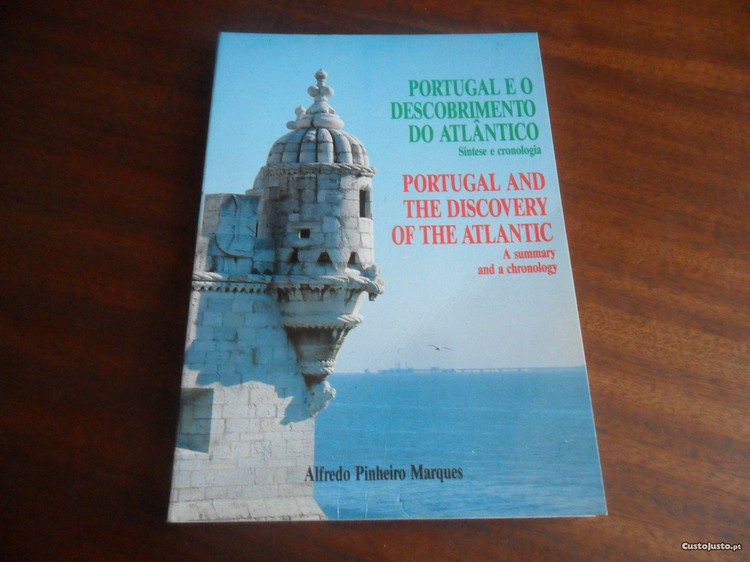 PORTUGAL E O
DESCOBRIMENTO
DO ATLÂNTICO
Síntese e cronologia
PORTUGAL AND
THE DISCOVERY
OF THE ATLANTIC
A summary
and a chronology
Alfredo Pinheiro Marques
CustoJusto.pt